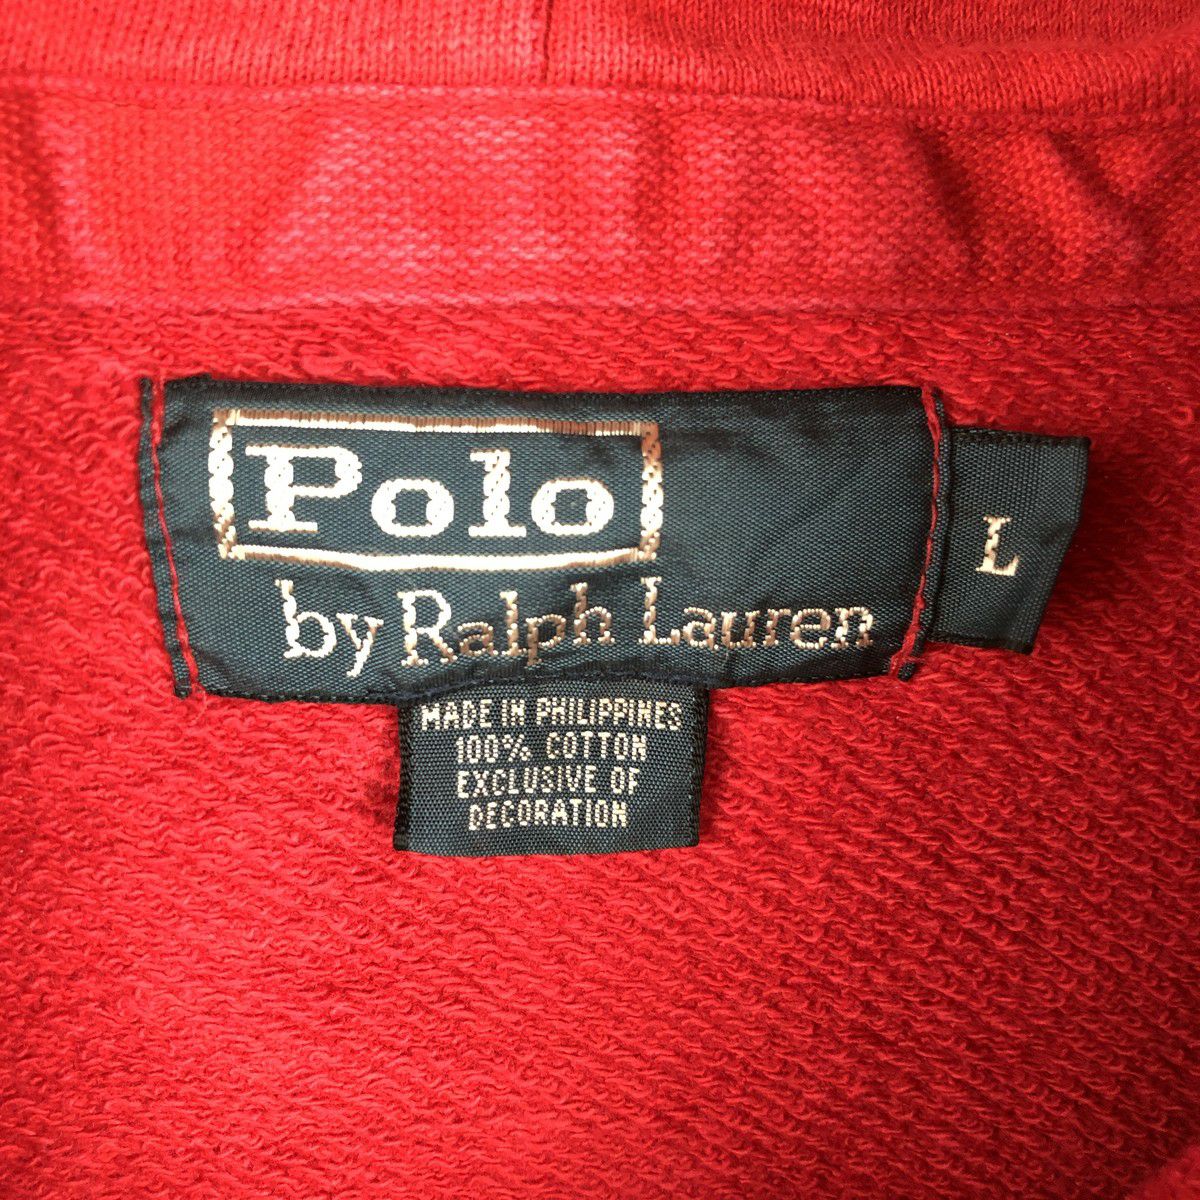 Polo
by Ralph Lauren
L
MADE IN PHILIPPINES
100% COTTON
EXCLUSIVE OF
DECORATION